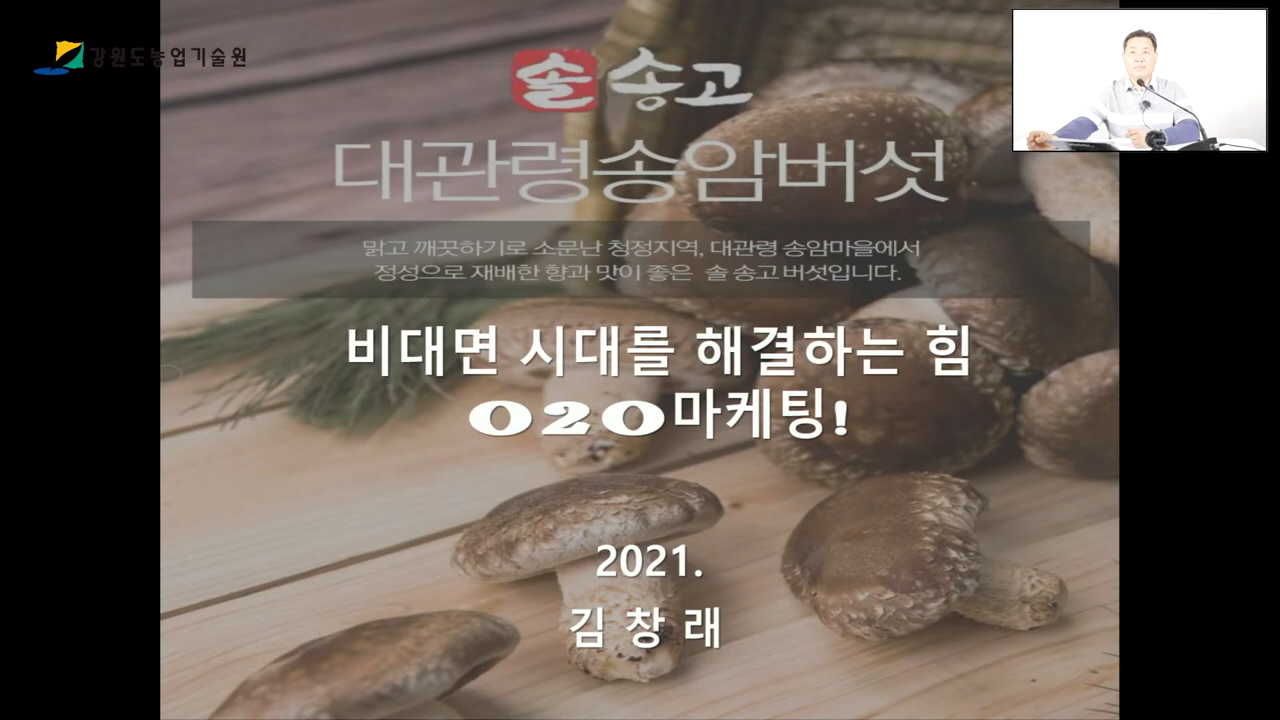 강원도농업기술원
솔 송고
대관령송암버섯
맑고 깨끗하기로 소문난 청정지역, 대관령 송암마을에서
정성으로 재배한 향과 맛이 좋은 솔 송고 버섯입니다.
비대면 시대를 해결하는 힘
O2O마케팅!
2021.
김 창 래